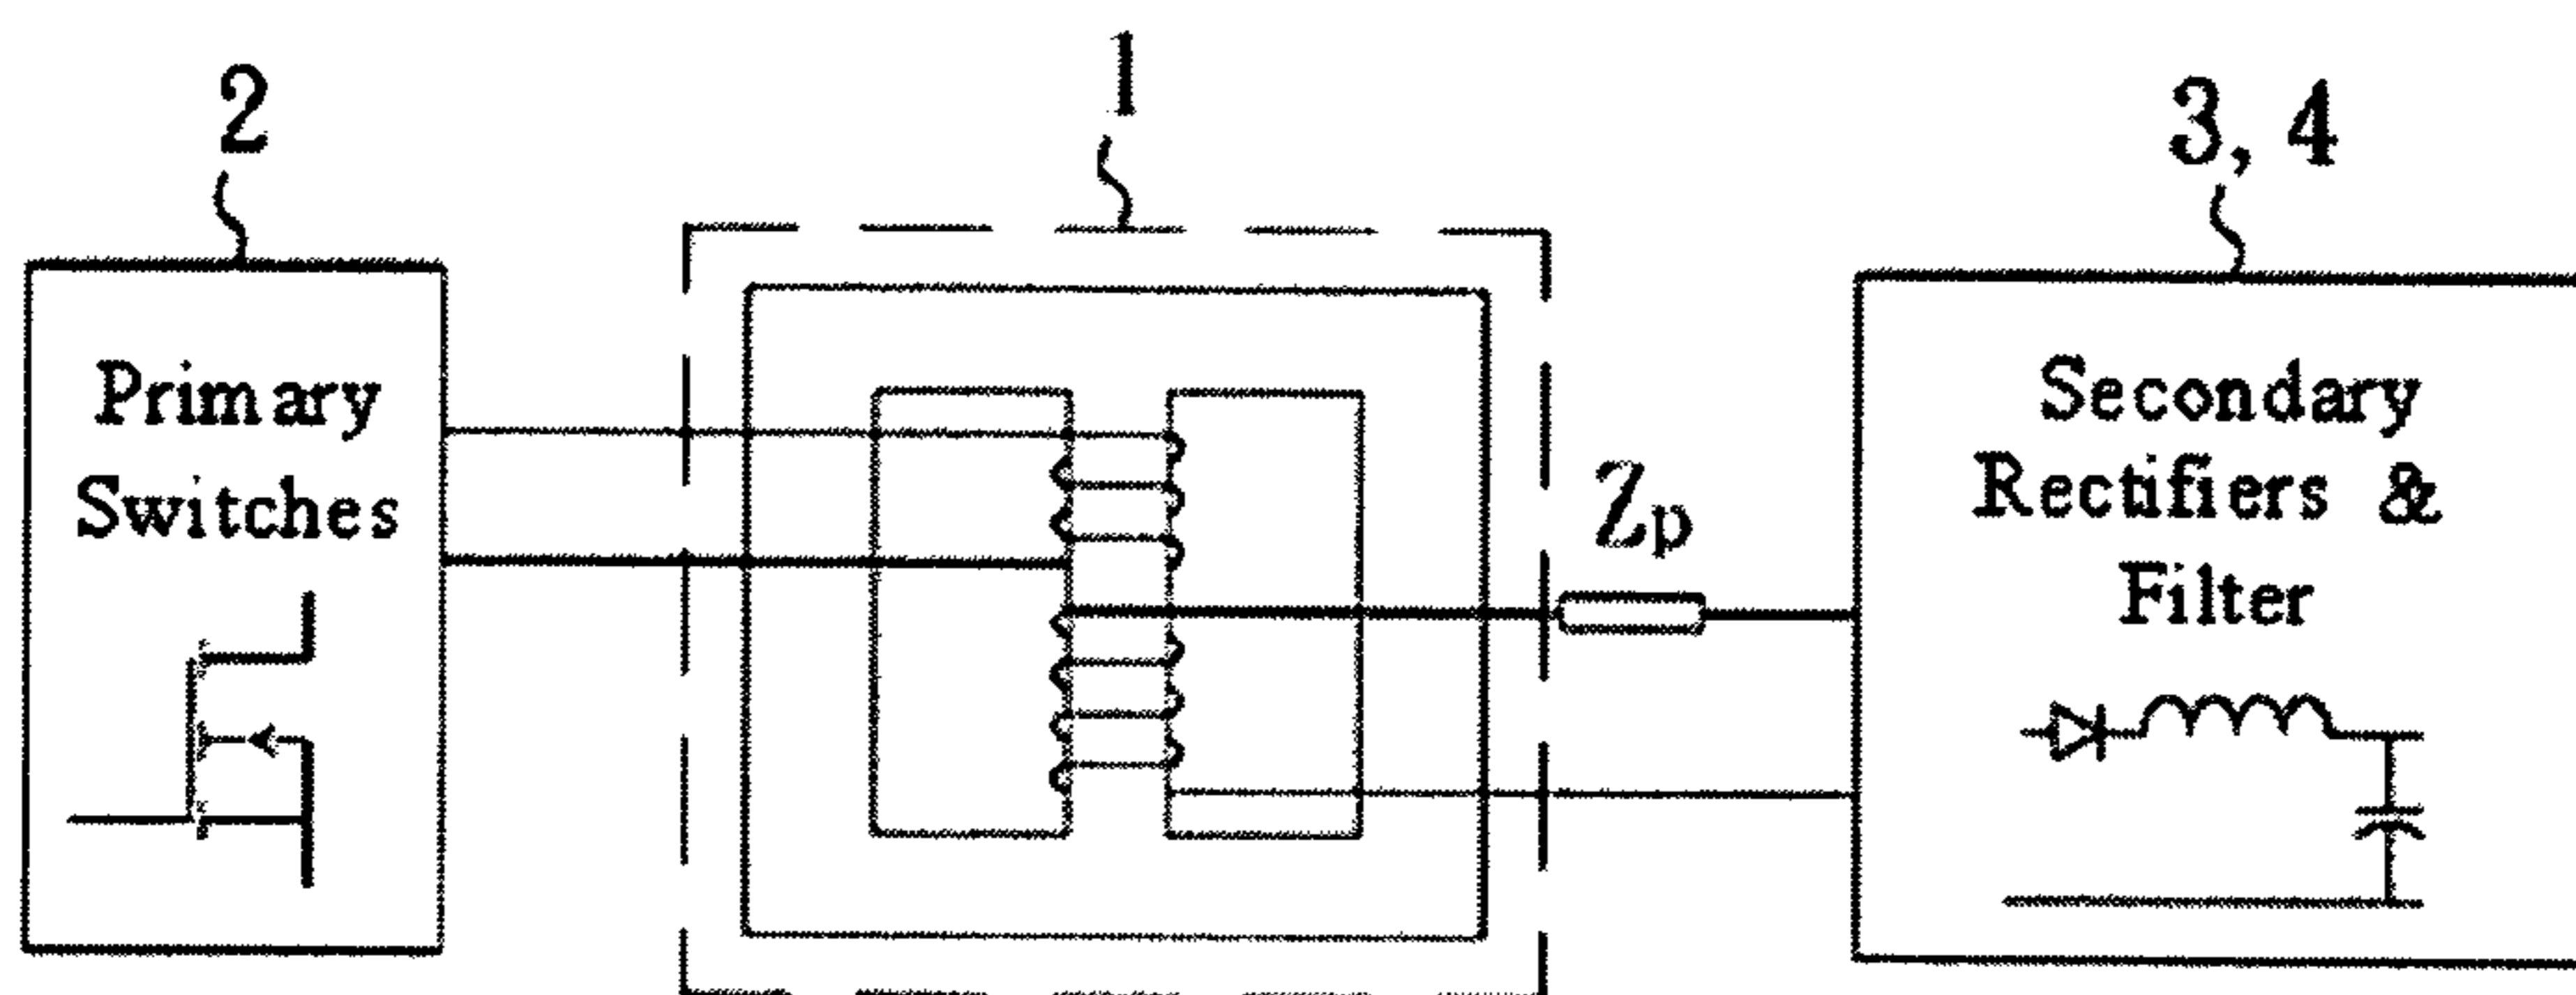 2
1
3, 4
Primary
Switches
Zp
Secondary
Rectifiers &
Filter